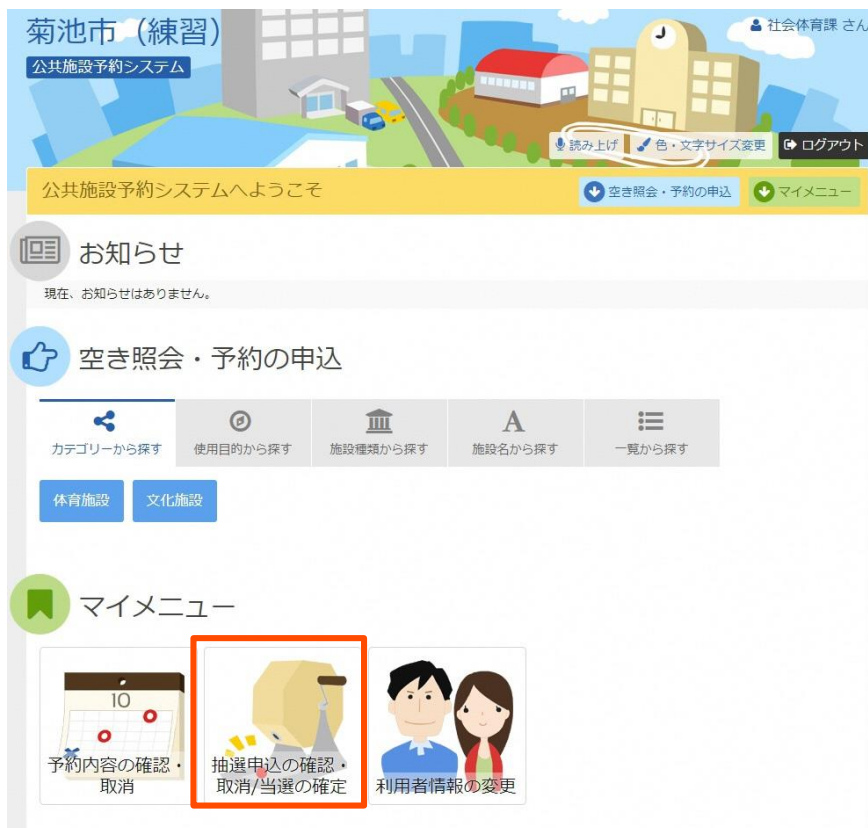 菊池市（練習）
公共施設予約システム
社会体育課 さん
読み上げ
色・文字サイズ変更
ログアウト
公共施設予約システムへようこそ
空き照会・予約の申込
マイメニュー
お知らせ
現在、お知らせはありません。
空き照会・予約の申込
カテゴリーから探す
使用目的から探す
施設種類から探す
A
施設名から探す
一覧から探す
体育施設
文化施設
マイメニュー
10
予約内容の確認・
取消
抽選申込の確認・
取消/当選の確定
利用者情報の変更